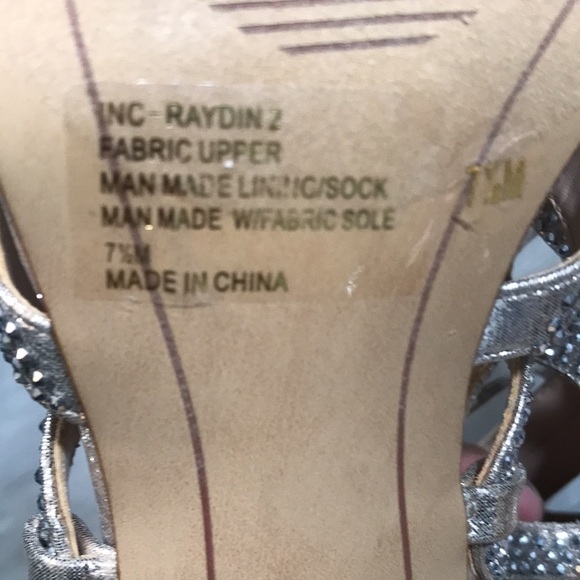 INC - RAYDIN 2
FABRIC UPPER
MAN MADE LINING/SOCK
MAN MADE W/FABRIC SOLE
7½M
MADE IN CHINA
7½M